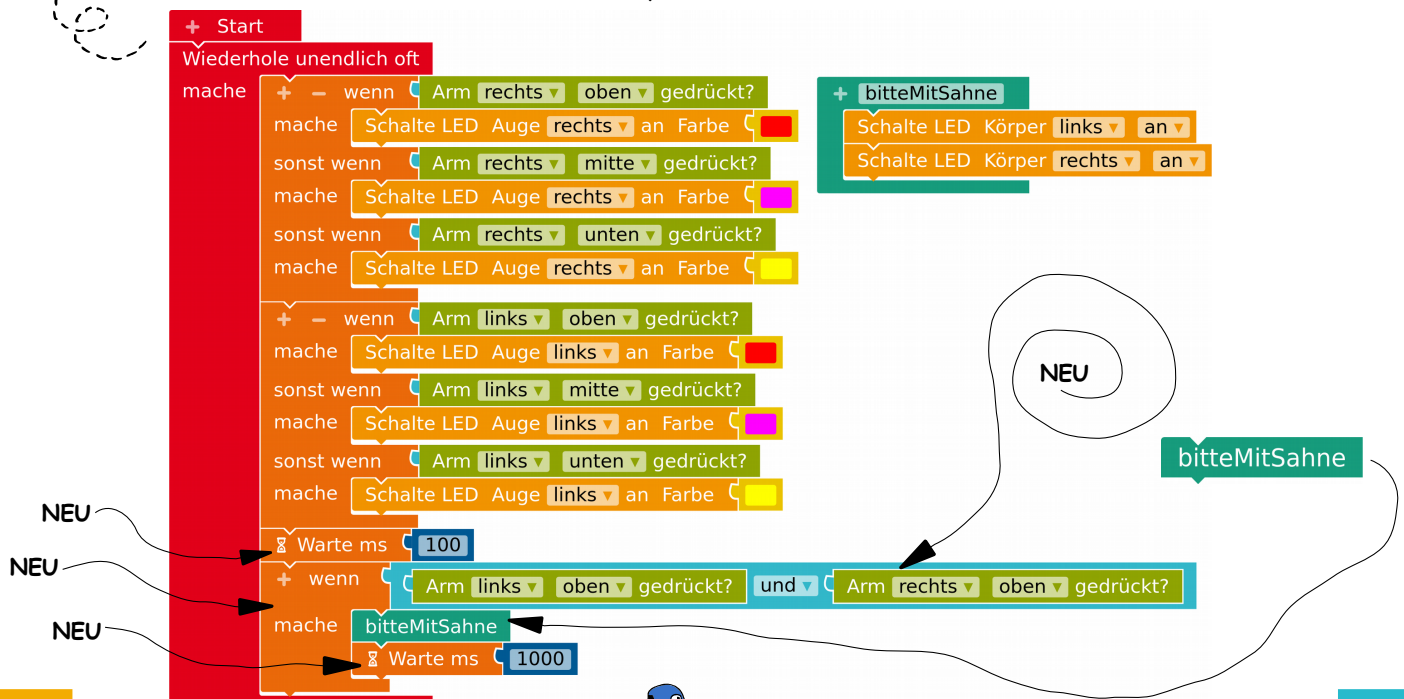 + Start
Wiederhole unendlich oft
mache + − wenn Arm rechts ▾ oben ▾ gedrückt?
mache Schalte LED Auge rechts ▾ an Farbe
sonst wenn Arm rechts ▾ mitte ▾ gedrückt?
mache Schalte LED Auge rechts ▾ an Farbe
sonst wenn Arm rechts ▾ unten ▾ gedrückt?
mache Schalte LED Auge rechts ▾ an Farbe
+ − wenn Arm links ▾ oben ▾ gedrückt?
mache Schalte LED Auge links ▾ an Farbe
sonst wenn Arm links ▾ mitte ▾ gedrückt?
mache Schalte LED Auge links ▾ an Farbe
sonst wenn Arm links ▾ unten ▾ gedrückt?
mache Schalte LED Auge links ▾ an Farbe
Warte ms 100
+ wenn Arm links ▾ oben ▾ gedrückt? und ▾ Arm rechts ▾ oben ▾ gedrückt?
mache bitteMitSahne
Warte ms 1000
+ bitteMitSahne
Schalte LED Körper links ▾ an ▾
Schalte LED Körper rechts ▾ an ▾
NEU
bitteMitSahne
NEU
NEU
NEU